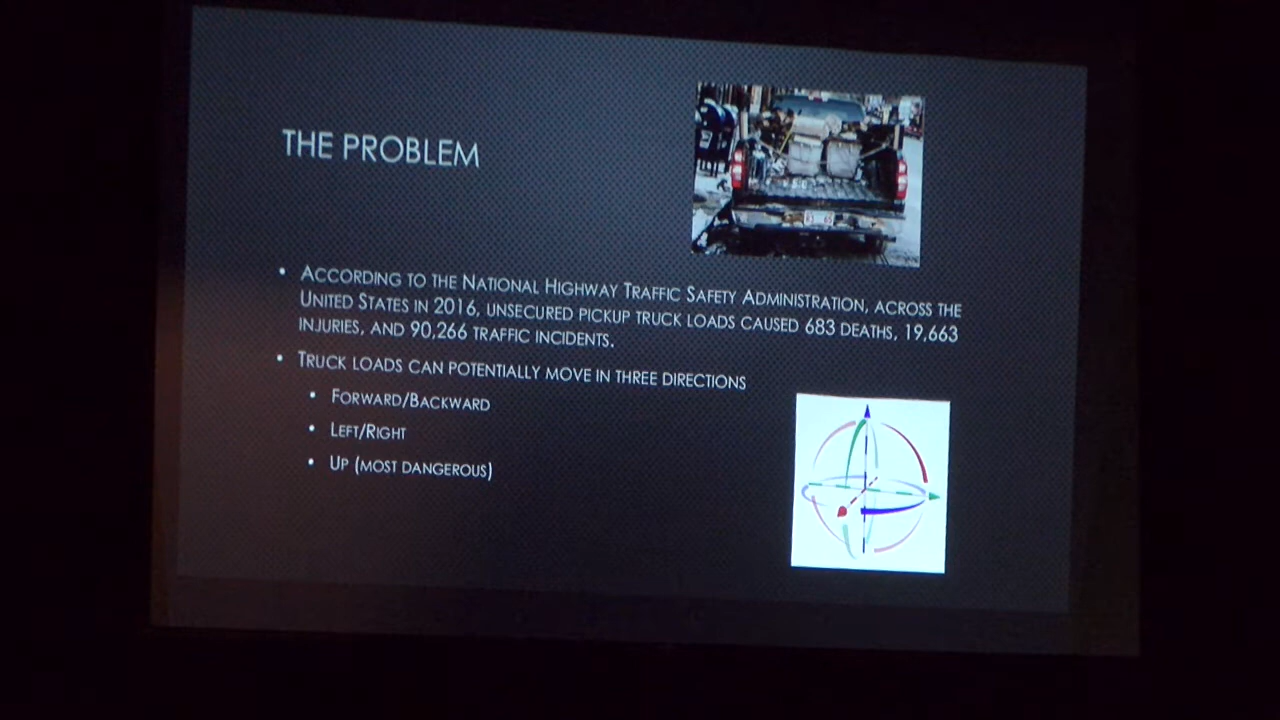 THE PROBLEM
• ACCORDING TO THE NATIONAL HIGHWAY TRAFFIC SAFETY ADMINISTRATION, ACROSS THE
UNITED STATES IN 2016, UNSECURED PICKUP TRUCK LOADS CAUSED 683 DEATHS, 19,663
INJURIES, AND 90,266 TRAFFIC INCIDENTS.
• TRUCK LOADS CAN POTENTIALLY MOVE IN THREE DIRECTIONS
• FORWARD/BACKWARD
• LEFT/RIGHT
• UP (MOST DANGEROUS)